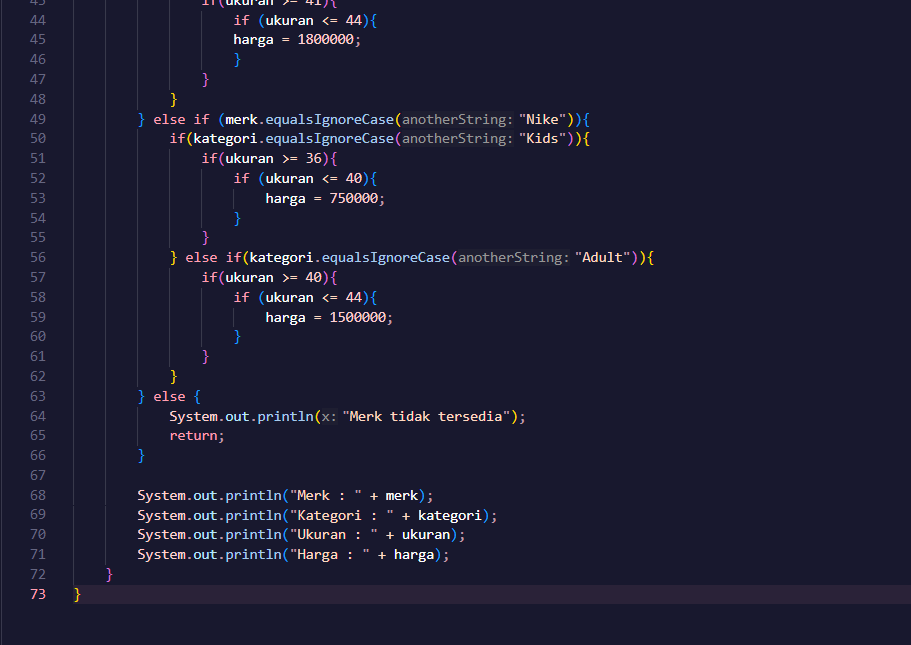 43 if(ukuran >= 41){
44 if (ukuran <= 44){
45 harga = 1800000;
46 }
47 }
48 }
49 } else if (merk.equalsIgnoreCase(anotherString: "Nike")){
50 if(kategori.equalsIgnoreCase(anotherString: "Kids")){
51 if(ukuran >= 36){
52 if (ukuran <= 40){
53 harga = 750000;
54 }
55 }
56 } else if(kategori.equalsIgnoreCase(anotherString: "Adult")){
57 if(ukuran >= 40){
58 if (ukuran <= 44){
59 harga = 1500000;
60 }
61 }
62 }
63 } else {
64 System.out.println(x: "Merk tidak tersedia");
65 return;
66 }
67
68 System.out.println("Merk : " + merk);
69 System.out.println("Kategori : " + kategori);
70 System.out.println("Ukuran : " + ukuran);
71 System.out.println("Harga : " + harga);
72 }
73 }